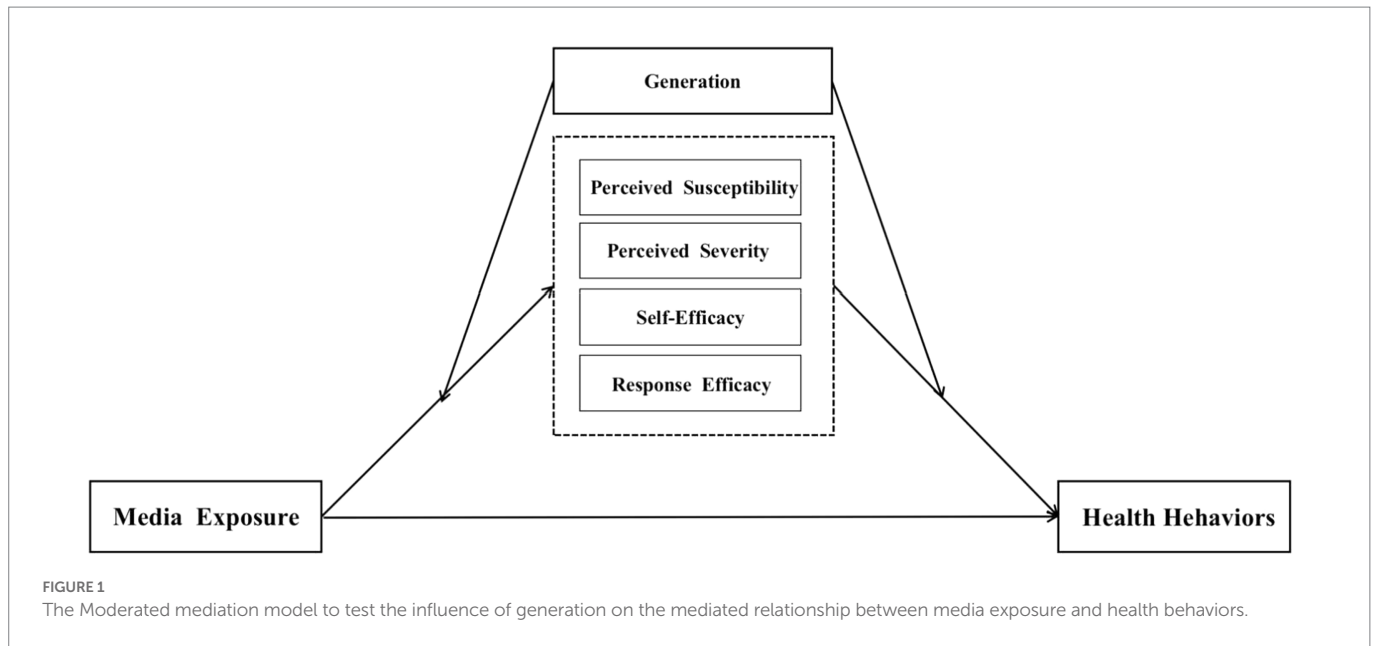 Generation
Perceived Susceptibility
Perceived Severity
Self-Efficacy
Response Efficacy
Media Exposure
Health Hehaviors
FIGURE 1
The Moderated mediation model to test the influence of generation on the mediated relationship between media exposure and health behaviors.